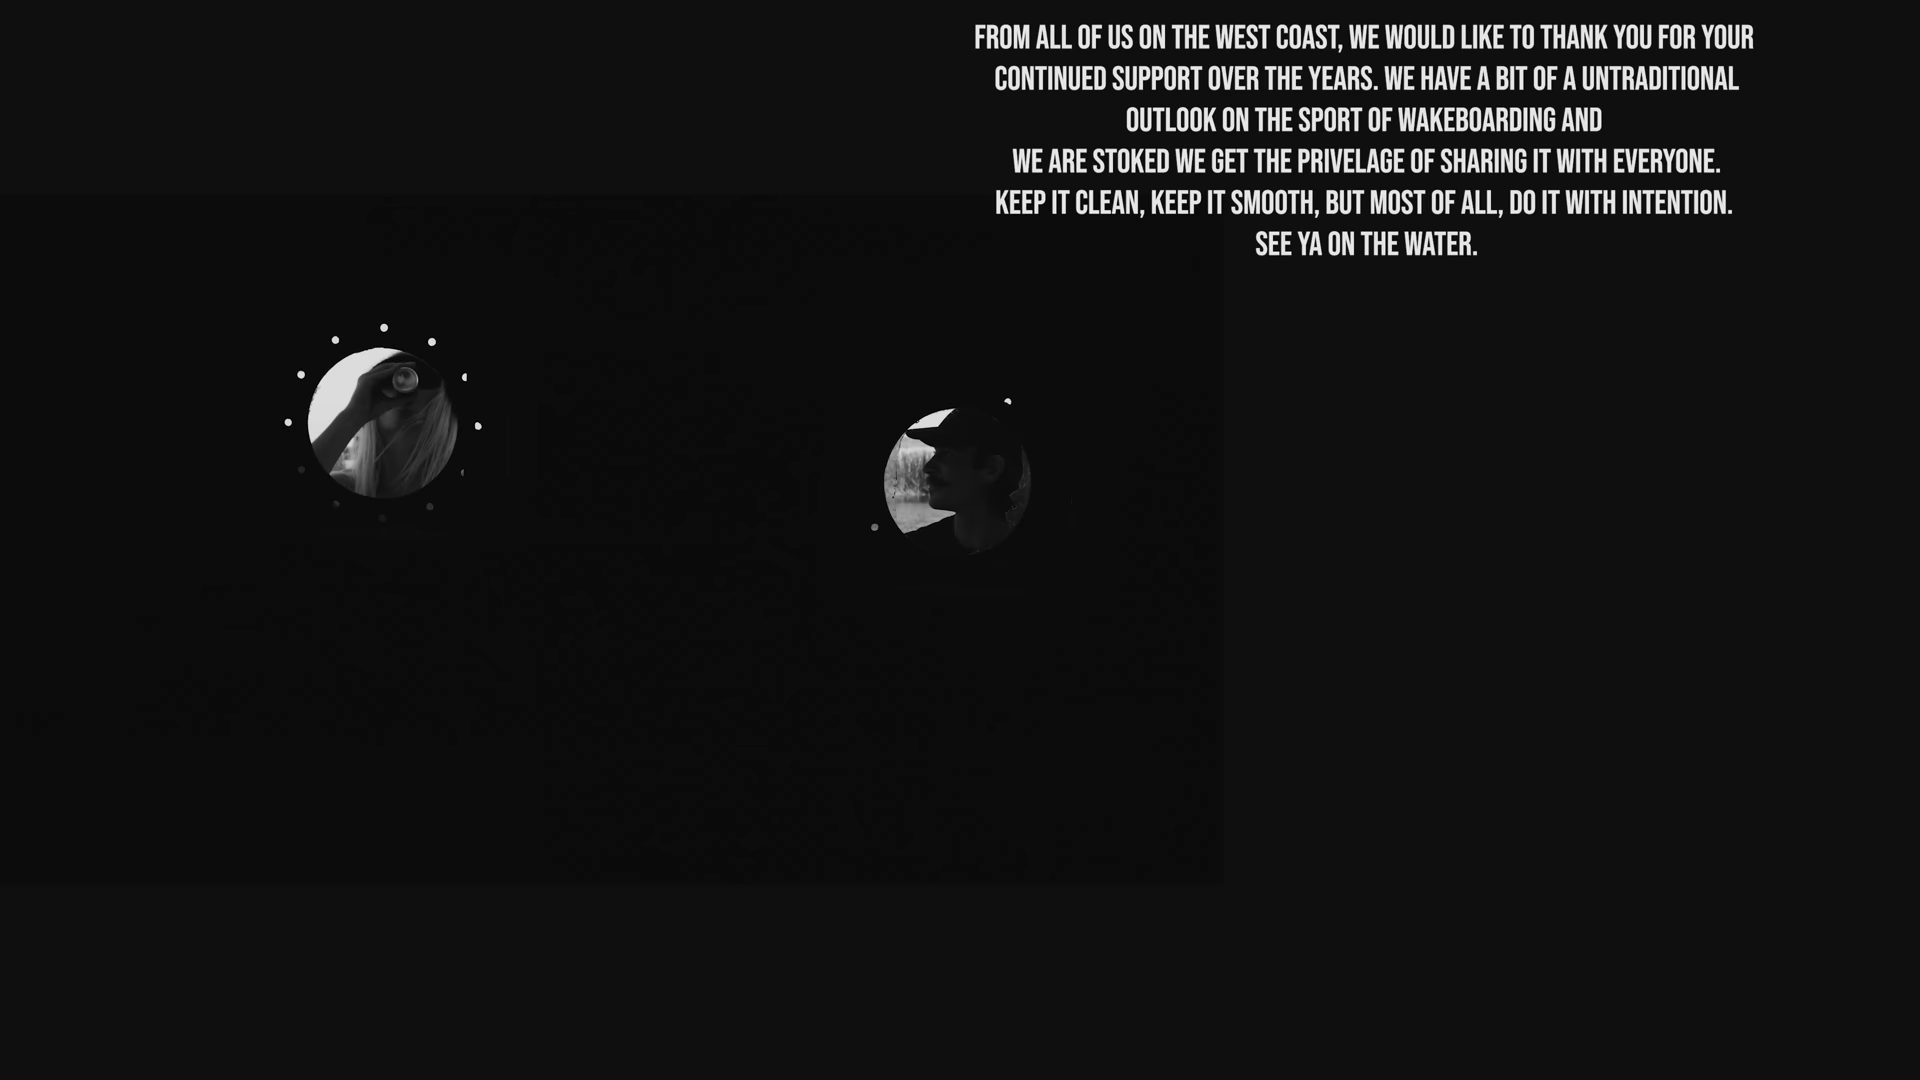 FROM ALL OF US ON THE WEST COAST, WE WOULD LIKE TO THANK YOU FOR YOUR
CONTINUED SUPPORT OVER THE YEARS. WE HAVE A BIT OF A UNTRADITIONAL
OUTLOOK ON THE SPORT OF WAKEBOARDING AND
WE ARE STOKED WE GET THE PRIVELAGE OF SHARING IT WITH EVERYONE.
KEEP IT CLEAN, KEEP IT SMOOTH, BUT MOST OF ALL, DO IT WITH INTENTION.
SEE YA ON THE WATER.